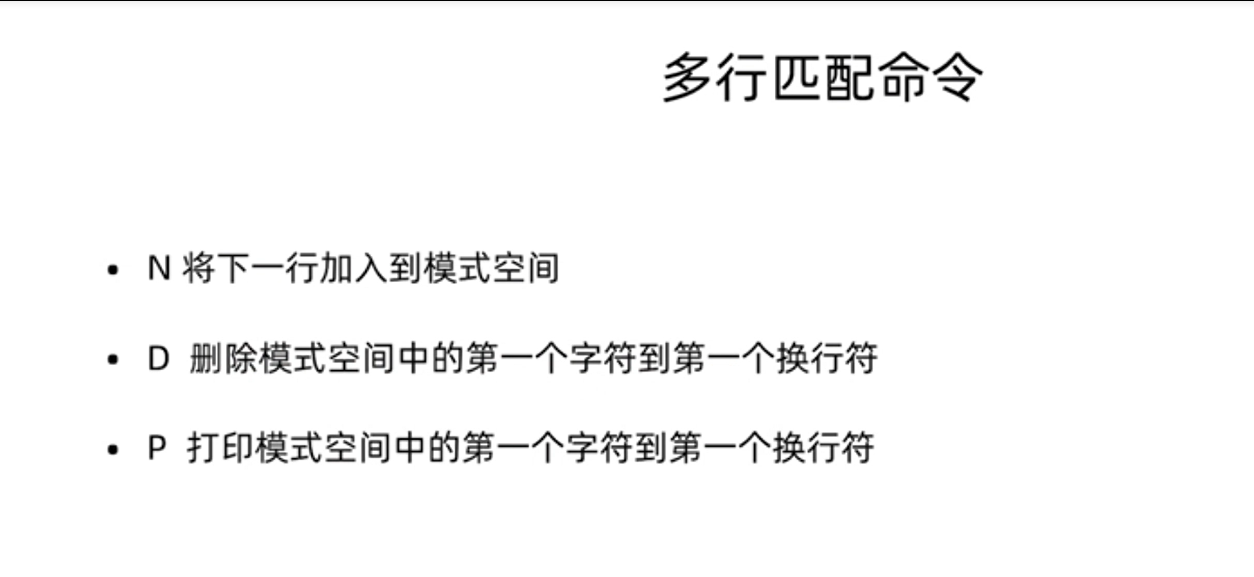 多行匹配命令
• N 将下一行加入到模式空间
• D 删除模式空间中的第一个字符到第一个换行符
• P 打印模式空间中的第一个字符到第一个换行符